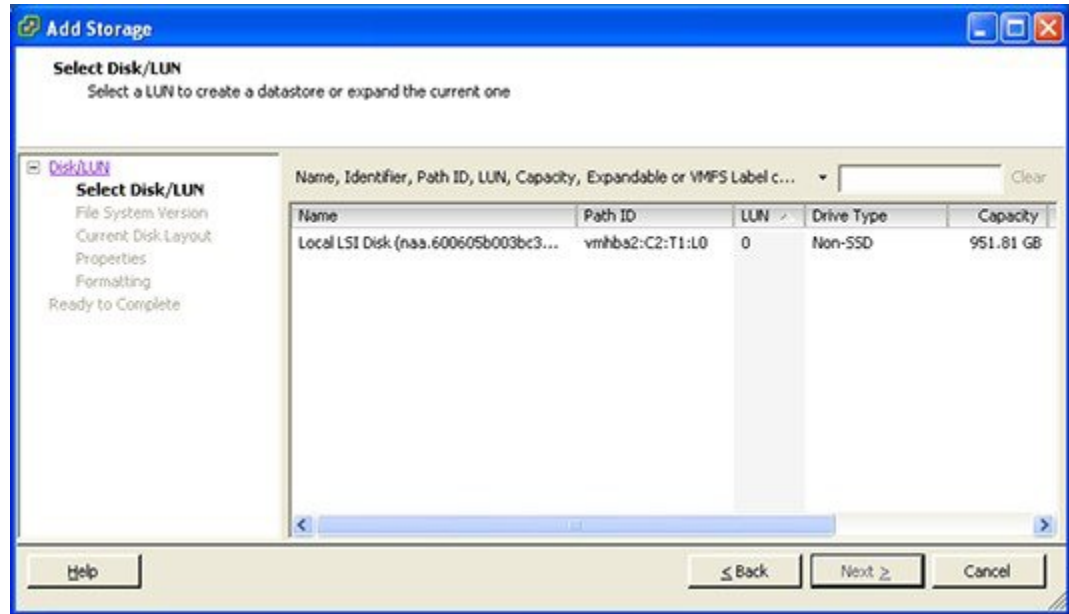 Add Storage
Select Disk/LUN
Select a LUN to create a datastore or expand the current one
Disk/LUN
Select Disk/LUN
File System Version
Current Disk Layout
Properties
Formatting
Ready to Complete
Name, Identifier, Path ID, LUN, Capacity, Expandable or VMFS Label c...
Clear
Name Path ID LUN Drive Type Capacity
Local LSI Disk (naa.600605b003bc3... vmhba2:C2:T1:L0 0 Non-SSD 951.81 GB
Help ≤ Back Next ≥ Cancel